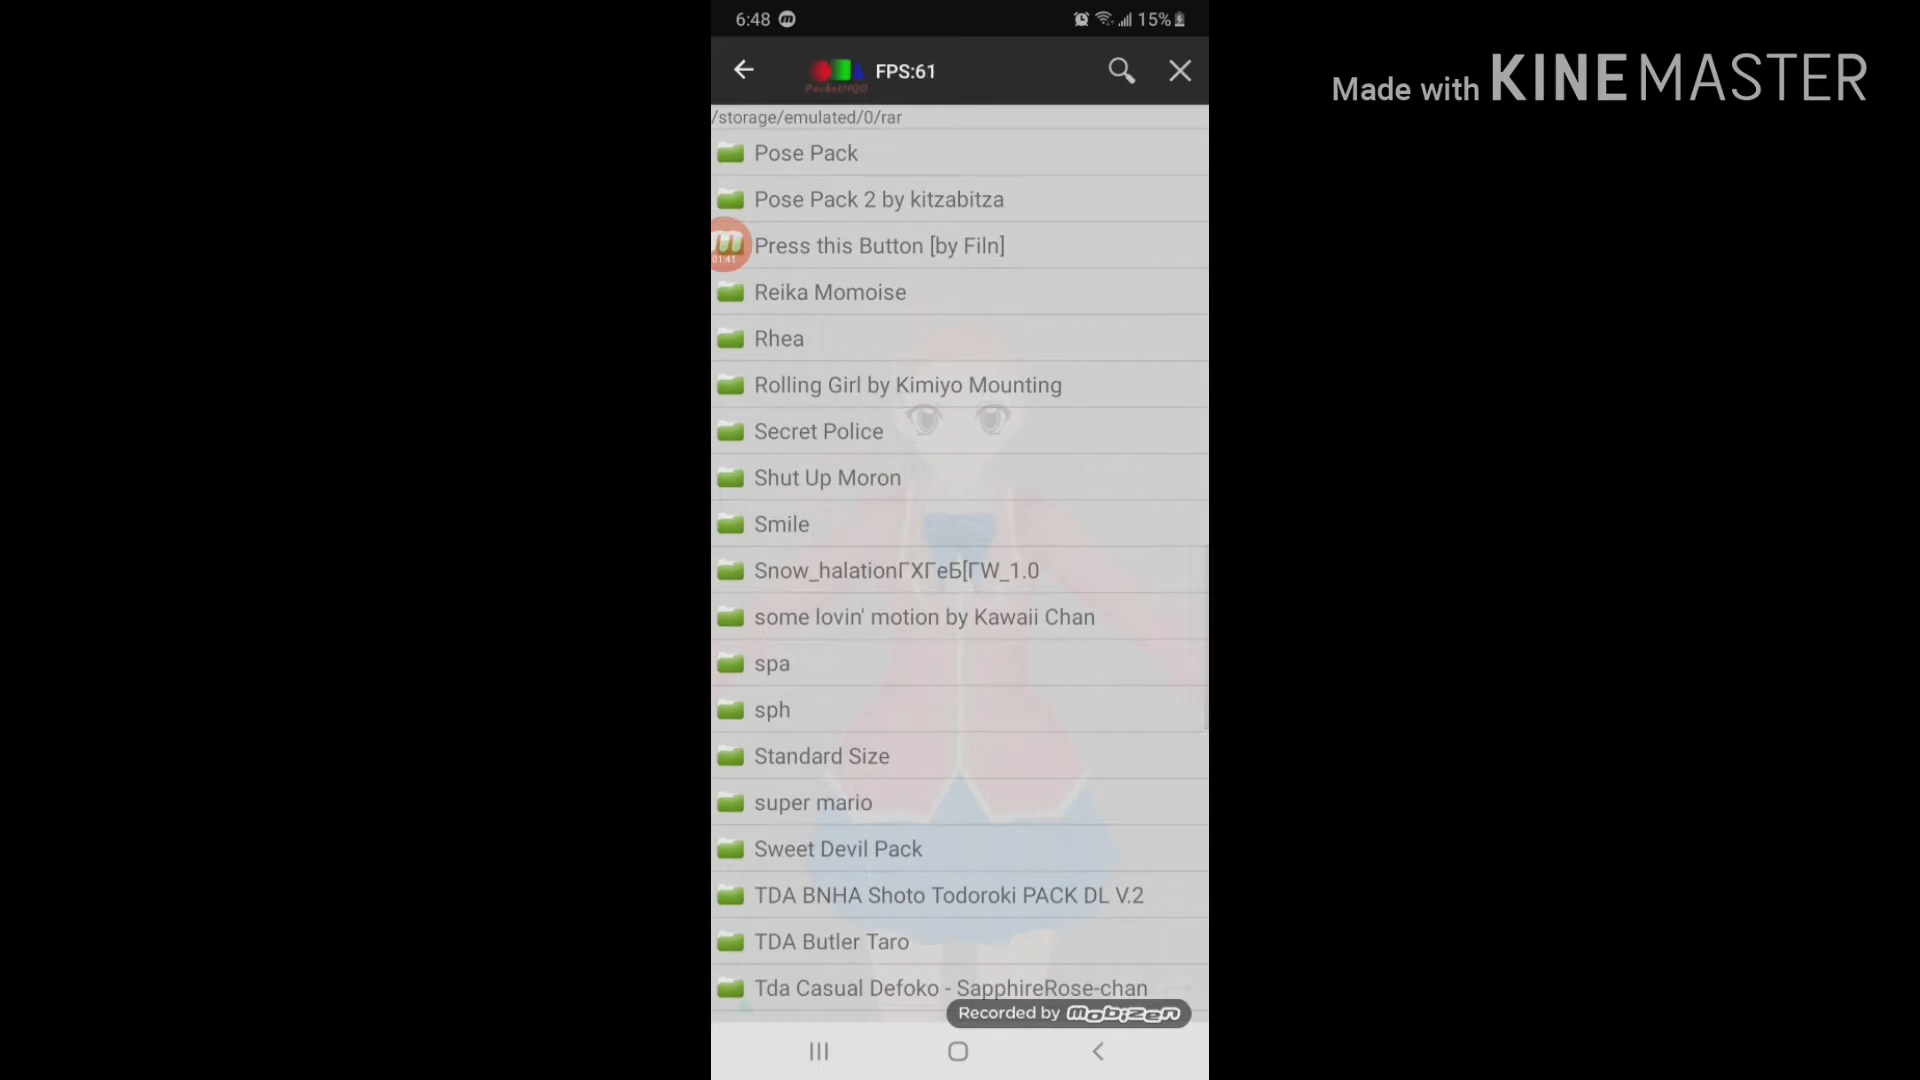 6:48
15%
Made with KINEMASTER
PocketMQO
FPS:61
/storage/emulated/0/rar
Pose Pack
Pose Pack 2 by kitzabitza
Press this Button [by Filn]
01:41
Reika Momoise
Rhea
Rolling Girl by Kimiyo Mounting
Secret Police
Shut Up Moron
Smile
Snow_halationГХГеБ[ГW_1.0
some lovin' motion by Kawaii Chan
spa
sph
Standard Size
super mario
Sweet Devil Pack
TDA BNHA Shoto Todoroki PACK DL V.2
TDA Butler Taro
Tda Casual Defoko - SapphireRose-chan
Recorded by mobizen